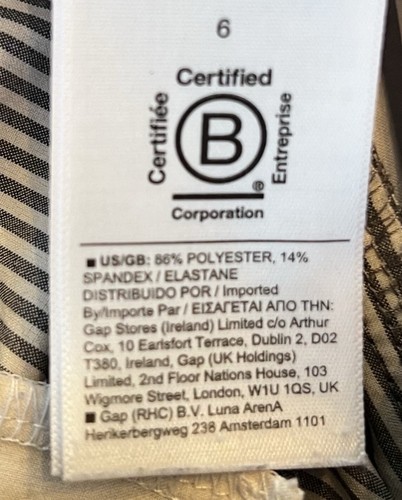 6
Certified
Certifiée
B
Entreprise
®
Corporation
■ US/GB: 86% POLYESTER, 14%
SPANDEX / ELASTANE
DISTRIBUIDO POR / Imported
By/Importe Par / ΕΙΣΑΓΕΤΑΙ ΑΠΟ ΤΗΝ:
Gap Stores (Ireland) Limited c/o Arthur
Cox, 10 Earlsfort Terrace, Dublin 2, D02
T380, Ireland, Gap (UK Holdings)
Limited, 2nd Floor Nations House, 103
Wigmore Street, London, W1U 1QS, UK
■ Gap (RHC) B.V. Luna ArenA
Herikerbergweg 238 Amsterdam 1101